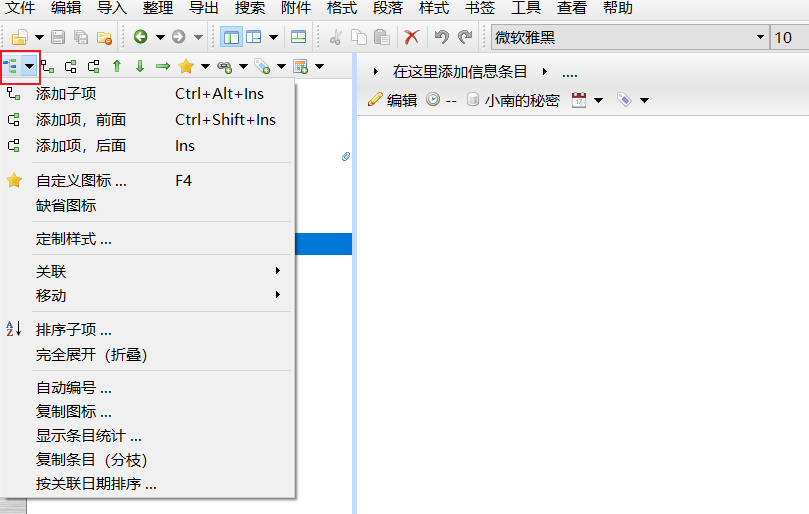 文件 编辑 导入 整理 导出 搜索 附件 格式 段落 样式 书签 工具 查看 帮助
微软雅黑 10
在这里添加信息条目 ....
编辑 -- 小南的秘密
添加子项 Ctrl+Alt+Ins
添加项，前面 Ctrl+Shift+Ins
添加项，后面 Ins
自定义图标 ... F4
缺省图标
定制样式 ...
关联
移动
排序子项 ...
完全展开（折叠）
自动编号 ...
复制图标 ...
显示条目统计 ...
复制条目（分枝）
按关联日期排序 ...